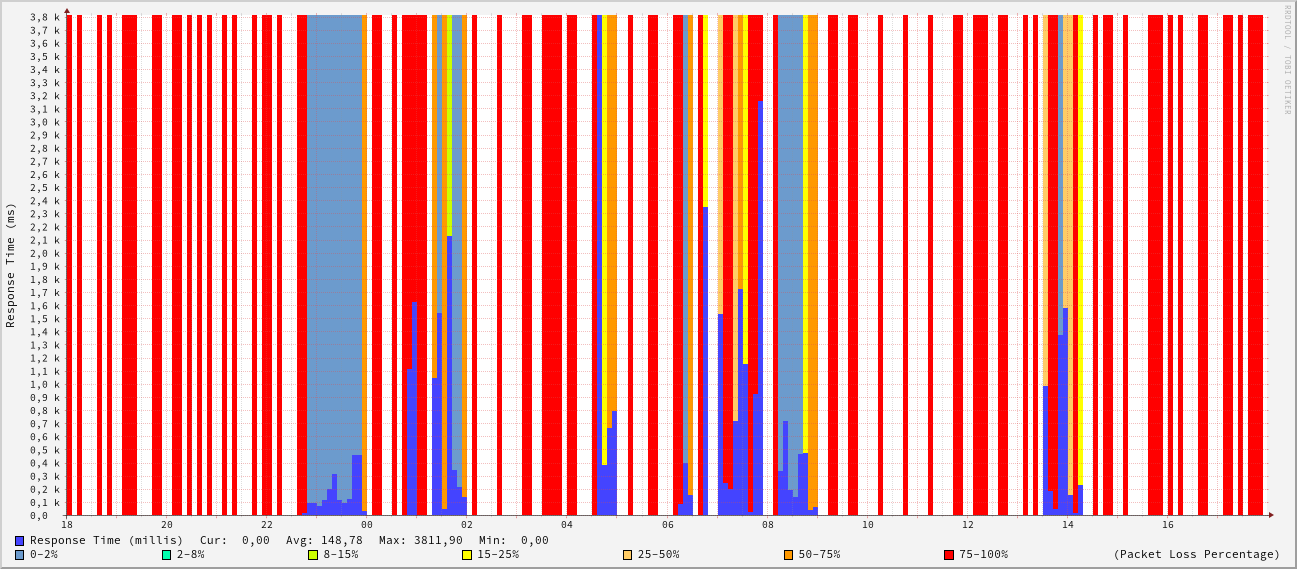 3,8 k
3,7 k
3,6 k
3,5 k
3,4 k
3,3 k
3,2 k
3,1 k
3,0 k
2,9 k
2,8 k
2,7 k
2,6 k
2,5 k
2,4 k
2,3 k
2,2 k
2,1 k
2,0 k
1,9 k
1,8 k
1,7 k
1,6 k
1,5 k
1,4 k
1,3 k
1,2 k
1,1 k
1,0 k
0,9 k
0,8 k
0,7 k
0,6 k
0,5 k
0,4 k
0,3 k
0,2 k
0,1 k
0,0
Response Time (ms)
RRDTOOL / TOBI OETIKER
18 20 22 00 02 04 06 08 10 12 14 16
Response Time (millis) Cur: 0,00 Avg: 148,78 Max: 3811,90 Min: 0,00
0-2% 2-8% 8-15% 15-25% 25-50% 50-75% 75-100% (Packet Loss Percentage)